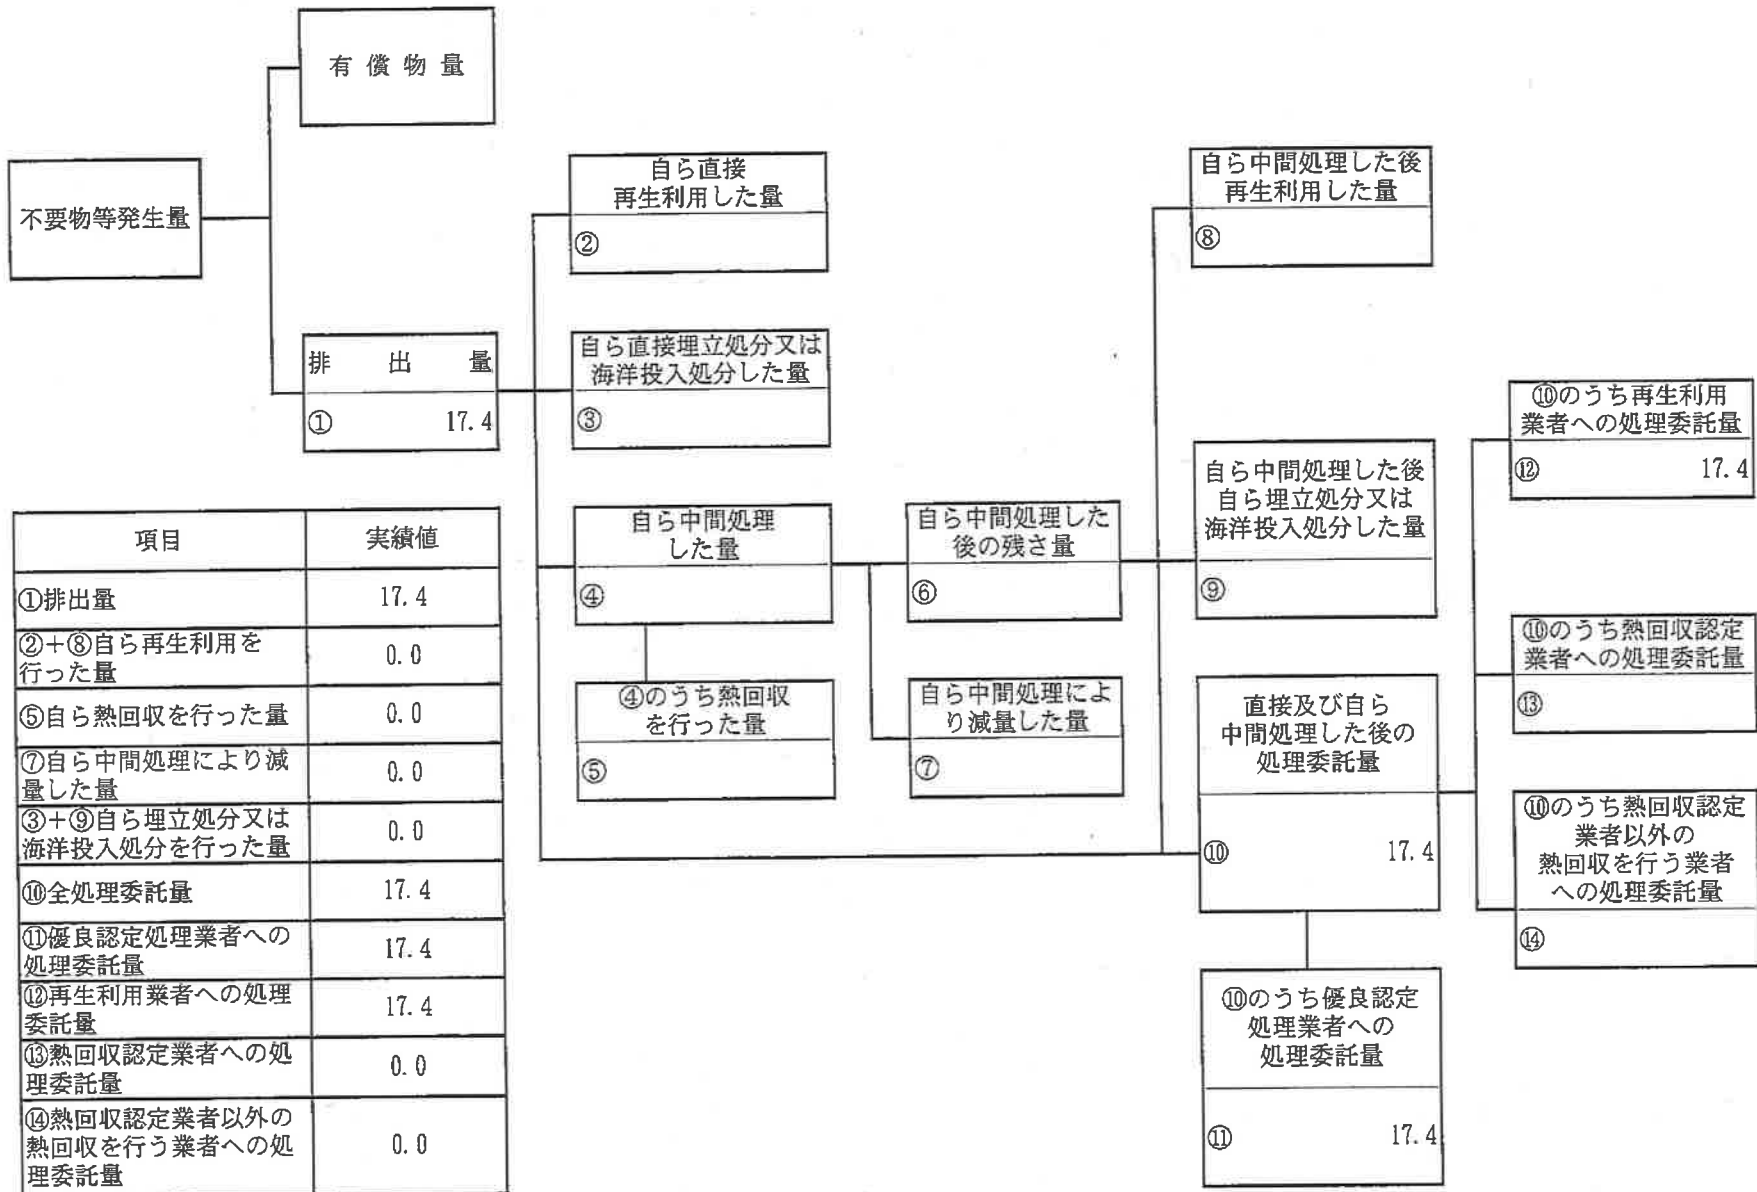 有償物量
不要物等発生量
排出量
① 17.4
自ら直接
再生利用した量
②
自ら直接埋立処分又は
海洋投入処分した量
③
自ら中間処理
した量
④
④のうち熱回収
を行った量
⑤
自ら中間処理した
後の残さ量
⑥
自ら中間処理によ
り減量した量
⑦
自ら中間処理した後
再生利用した量
⑧
自ら中間処理した後
自ら埋立処分又は
海洋投入処分した量
⑨
直接及び自ら
中間処理した後の
処理委託量
⑩ 17.4
⑩のうち優良認定
処理業者への
処理委託量
⑪ 17.4
⑩のうち再生利用
業者への処理委託量
⑫ 17.4
⑩のうち熱回収認定
業者への処理委託量
⑬
⑩のうち熱回収認定
業者以外の
熱回収を行う業者
への処理委託量
⑭
項目 実績値
①排出量 17.4
②+⑧自ら再生利用を
行った量 0.0
⑤自ら熱回収を行った量 0.0
⑦自ら中間処理により減
量した量 0.0
③+⑨自ら埋立処分又は
海洋投入処分を行った量 0.0
⑩全処理委託量 17.4
⑪優良認定処理業者への
処理委託量 17.4
⑫再生利用業者への処理
委託量 17.4
⑬熱回収認定業者への処
理委託量 0.0
⑭熱回収認定業者以外の
熱回収を行う業者への処
理委託量 0.0